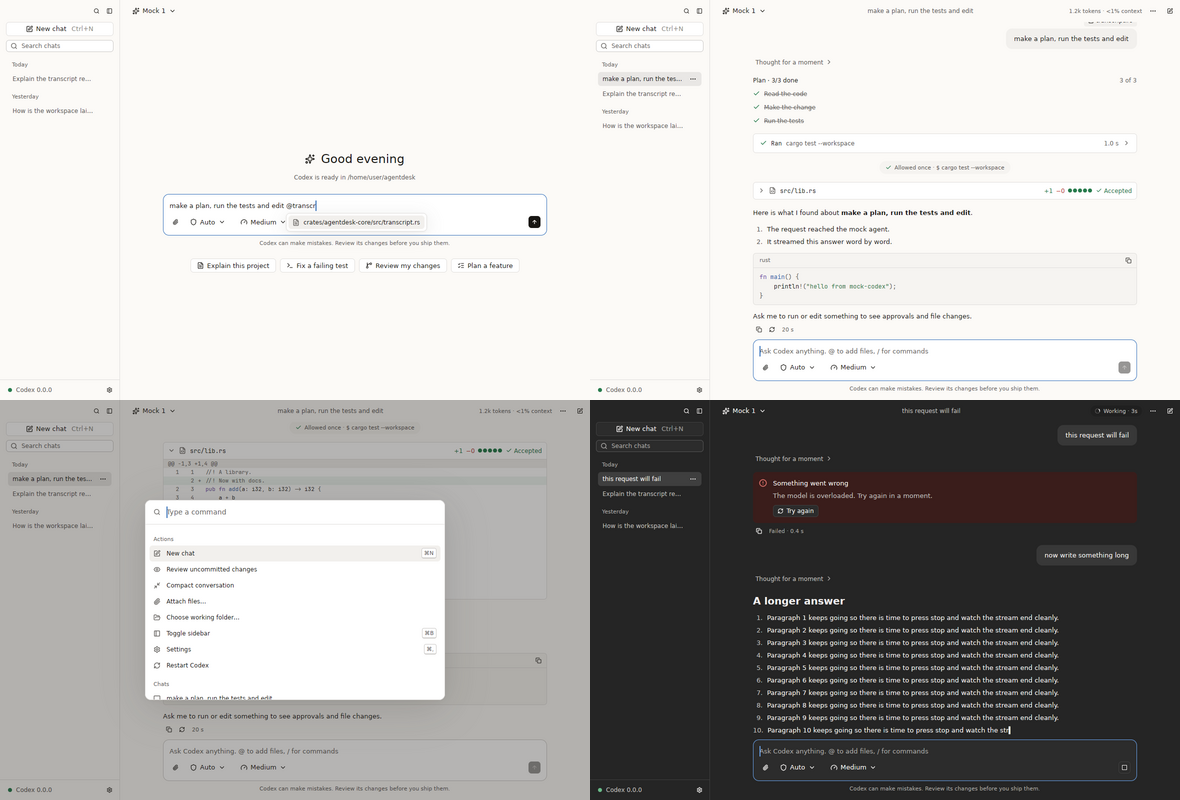 New chat Ctrl+N
Search chats
Today
Explain the transcript re...
Yesterday
How is the workspace lai...
Codex 0.0.0
Mock 1
Good evening
Codex is ready in /home/user/agentdesk
make a plan, run the tests and edit @transcr
Auto
Medium
crates/agentdesk-core/src/transcript.rs
Codex can make mistakes. Review its changes before you ship them.
Explain this project
Fix a failing test
Review my changes
Plan a feature
New chat Ctrl+N
Search chats
Today
make a plan, run the tes...
Explain the transcript re...
Yesterday
How is the workspace lai...
Codex 0.0.0
Mock 1
make a plan, run the tests and edit
1.2k tokens · <1% context
make a plan, run the tests and edit
Thought for a moment
Plan · 3/3 done
3 of 3
Read the code
Make the change
Run the tests
Ran cargo test --workspace
1.0 s
Allowed once · $ cargo test --workspace
src/lib.rs
+1 -0
Accepted
Here is what I found about make a plan, run the tests and edit.
1. The request reached the mock agent.
2. It streamed this answer word by word.
rust
fn main() {
println!("hello from mock-codex");
}
Ask me to run or edit something to see approvals and file changes.
20 s
Ask Codex anything, @ to add files, / for commands
Auto
Medium
Codex can make mistakes. Review its changes before you ship them.
New chat Ctrl+N
Search chats
Today
make a plan, run the tes...
Explain the transcript re...
Yesterday
How is the workspace lai...
Codex 0.0.0
Mock 1
make a plan, run the tests and edit
1.2k tokens · <1% context
Allowed once · $ cargo test --workspace
src/lib.rs
+1 -0
Accepted
@@ -1,3 +1,4 @@
1 1 //! A library.
2 + //! Now with docs.
2 3 pub fn add(a: i32, b: i32) -> i32 {
3 4 a + b
Type a command
Actions
New chat ⌘N
Review uncommitted changes
Compact conversation
Attach files...
Choose working folder...
Toggle sidebar ⌘B
Settings ⌘,
Restart Codex
Chats
make a plan, run the tests and edit
Ask me to run or edit something to see approvals and file changes.
20 s
Ask Codex anything, @ to add files, / for commands
Auto
Medium
Codex can make mistakes. Review its changes before you ship them.
New chat Ctrl+N
Search chats
Today
this request will fail
Explain the transcript re...
Yesterday
How is the workspace lai...
Codex 0.0.0
Mock 1
this request will fail
Working · 3s
this request will fail
Thought for a moment
Something went wrong
The model is overloaded. Try again in a moment.
Try again
Failed · 0.4 s
now write something long
Thought for a moment
A longer answer
1. Paragraph 1 keeps going so there is time to press stop and watch the stream end cleanly.
2. Paragraph 2 keeps going so there is time to press stop and watch the stream end cleanly.
3. Paragraph 3 keeps going so there is time to press stop and watch the stream end cleanly.
4. Paragraph 4 keeps going so there is time to press stop and watch the stream end cleanly.
5. Paragraph 5 keeps going so there is time to press stop and watch the stream end cleanly.
6. Paragraph 6 keeps going so there is time to press stop and watch the stream end cleanly.
7. Paragraph 7 keeps going so there is time to press stop and watch the stream end cleanly.
8. Paragraph 8 keeps going so there is time to press stop and watch the stream end cleanly.
9. Paragraph 9 keeps going so there is time to press stop and watch the stream end cleanly.
10. Paragraph 10 keeps going so there is time to press stop and watch the str
Ask Codex anything, @ to add files, / for commands
Auto
Medium
Codex can make mistakes. Review its changes before you ship them.